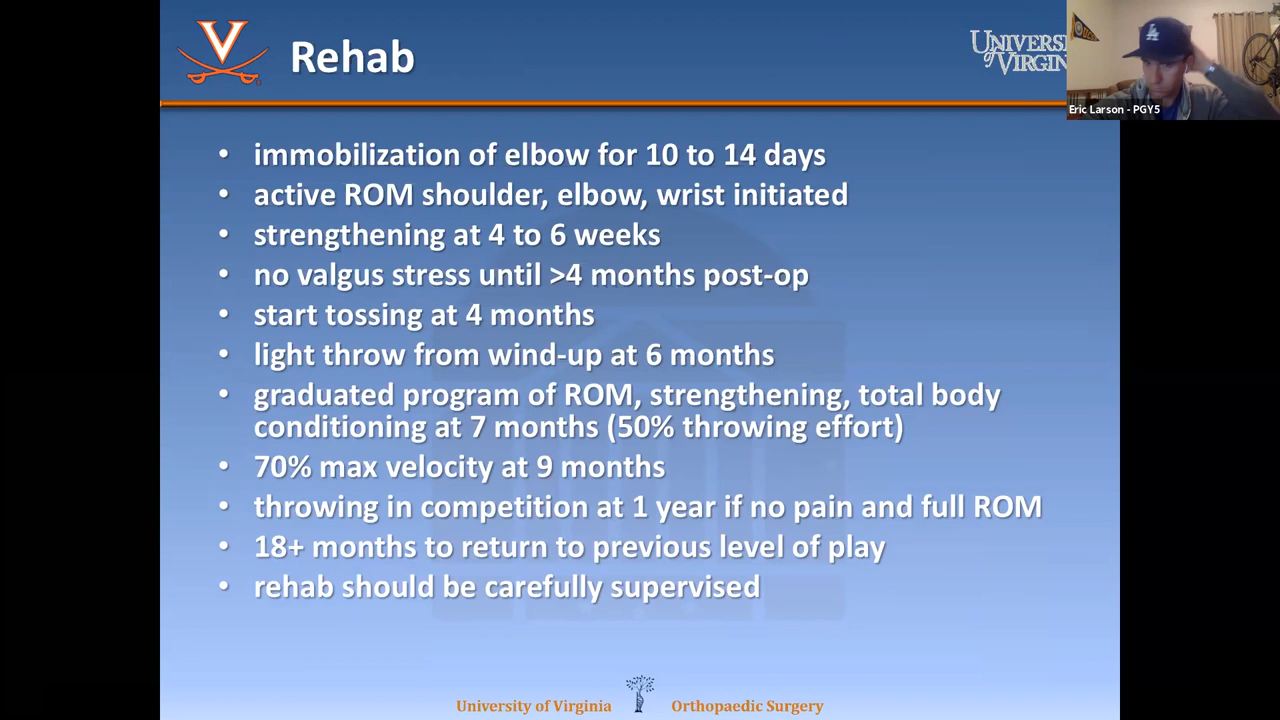 Rehab
UNIVERSI
of VIRGIN
Eric Larson - PGY5
• immobilization of elbow for 10 to 14 days
• active ROM shoulder, elbow, wrist initiated
• strengthening at 4 to 6 weeks
• no valgus stress until >4 months post-op
• start tossing at 4 months
• light throw from wind-up at 6 months
• graduated program of ROM, strengthening, total body
conditioning at 7 months (50% throwing effort)
• 70% max velocity at 9 months
• throwing in competition at 1 year if no pain and full ROM
• 18+ months to return to previous level of play
• rehab should be carefully supervised
University of Virginia Orthopaedic Surgery